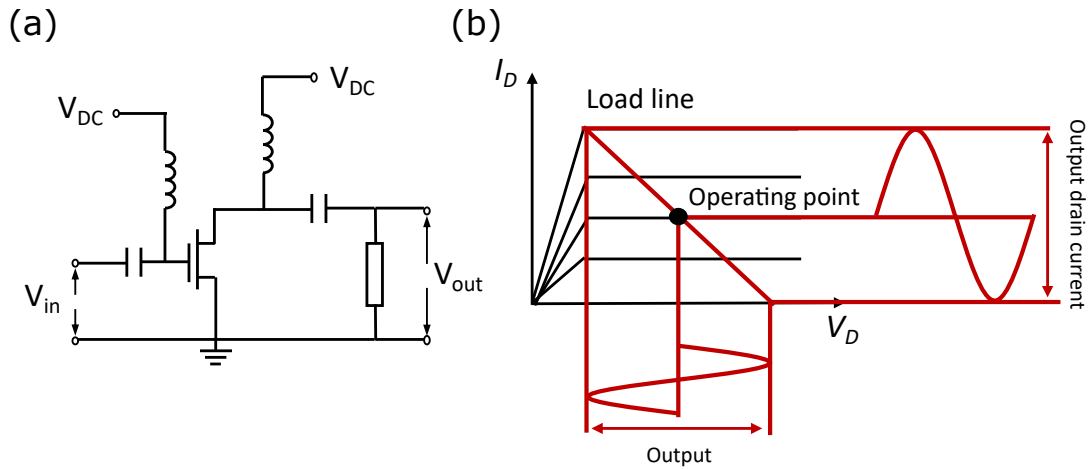 (a)
V_DC
V_DC
V_in
V_out
(b)
I_D
Load line
Operating point
V_D
Output drain current
Output